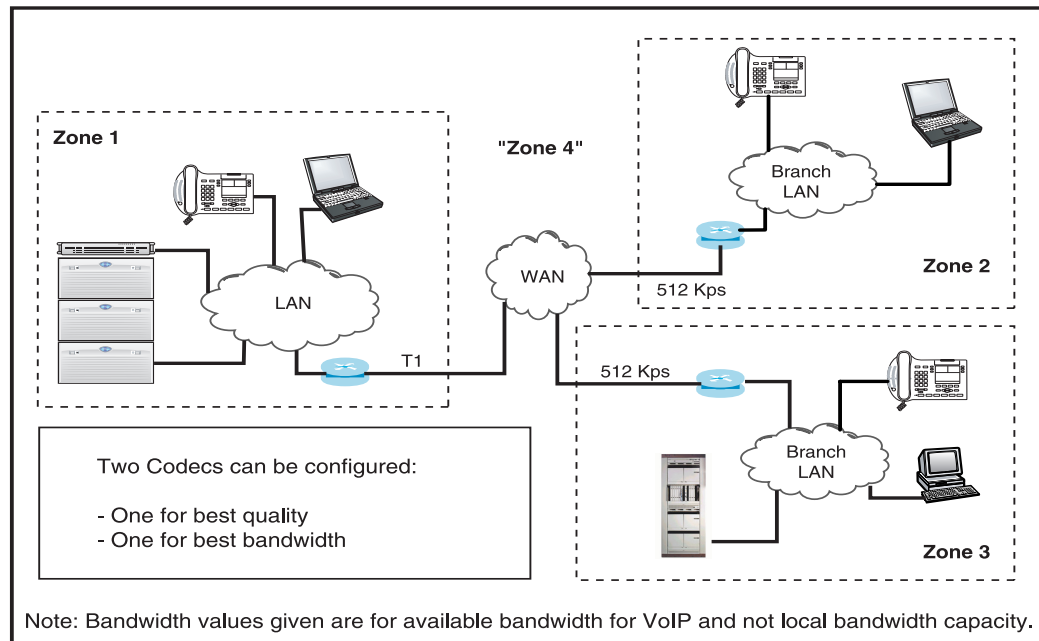 Zone 1
"Zone 4"
Branch
LAN
Zone 2
LAN
WAN
512 Kps
T1
512 Kps
Branch
LAN
Zone 3
Two Codecs can be configured:
- One for best quality
- One for best bandwidth
Note: Bandwidth values given are for available bandwidth for VoIP and not local bandwidth capacity.